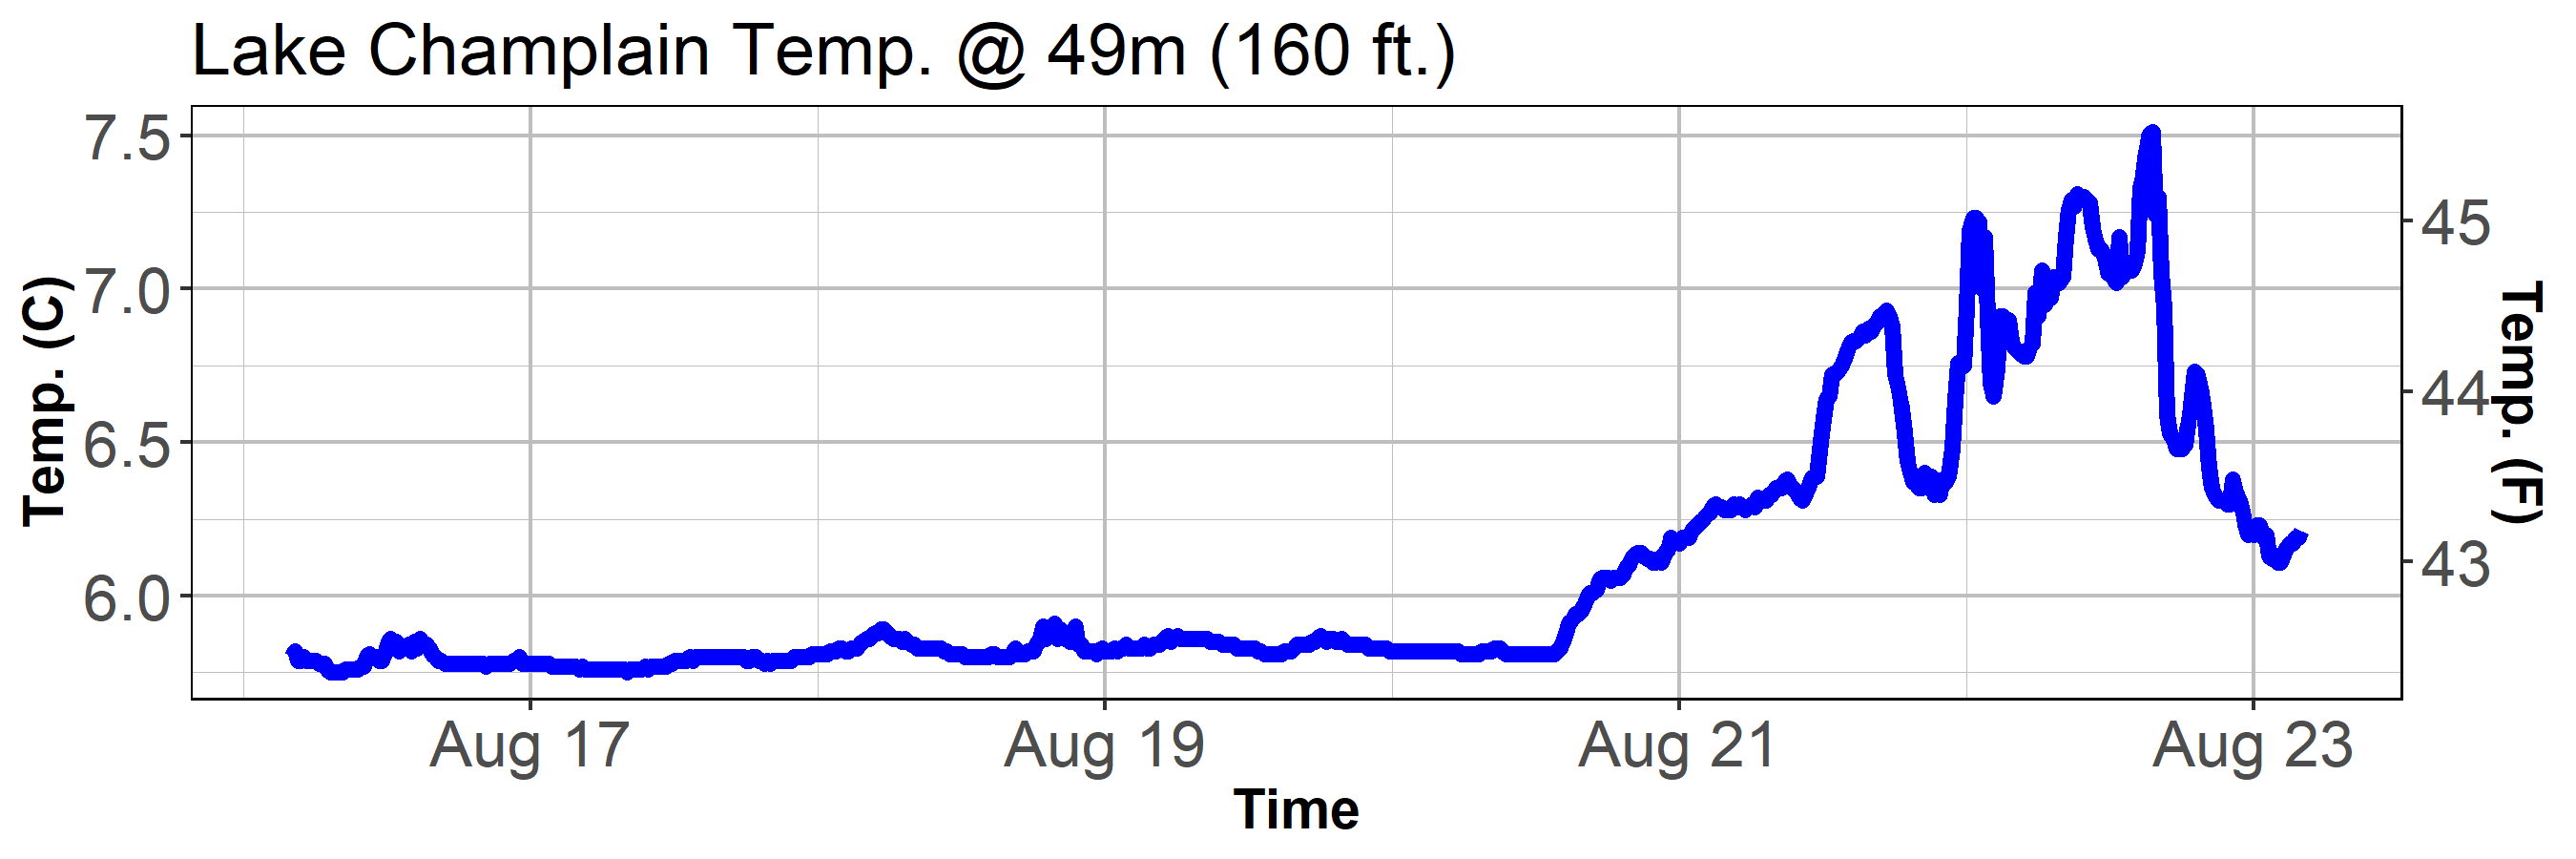 Lake Champlain Temp. @ 49m (160 ft.)
7.5
7.0
6.5
6.0
Temp. (C)
45
44
43
Temp. (F)
Aug 17 Aug 19 Aug 21 Aug 23
Time